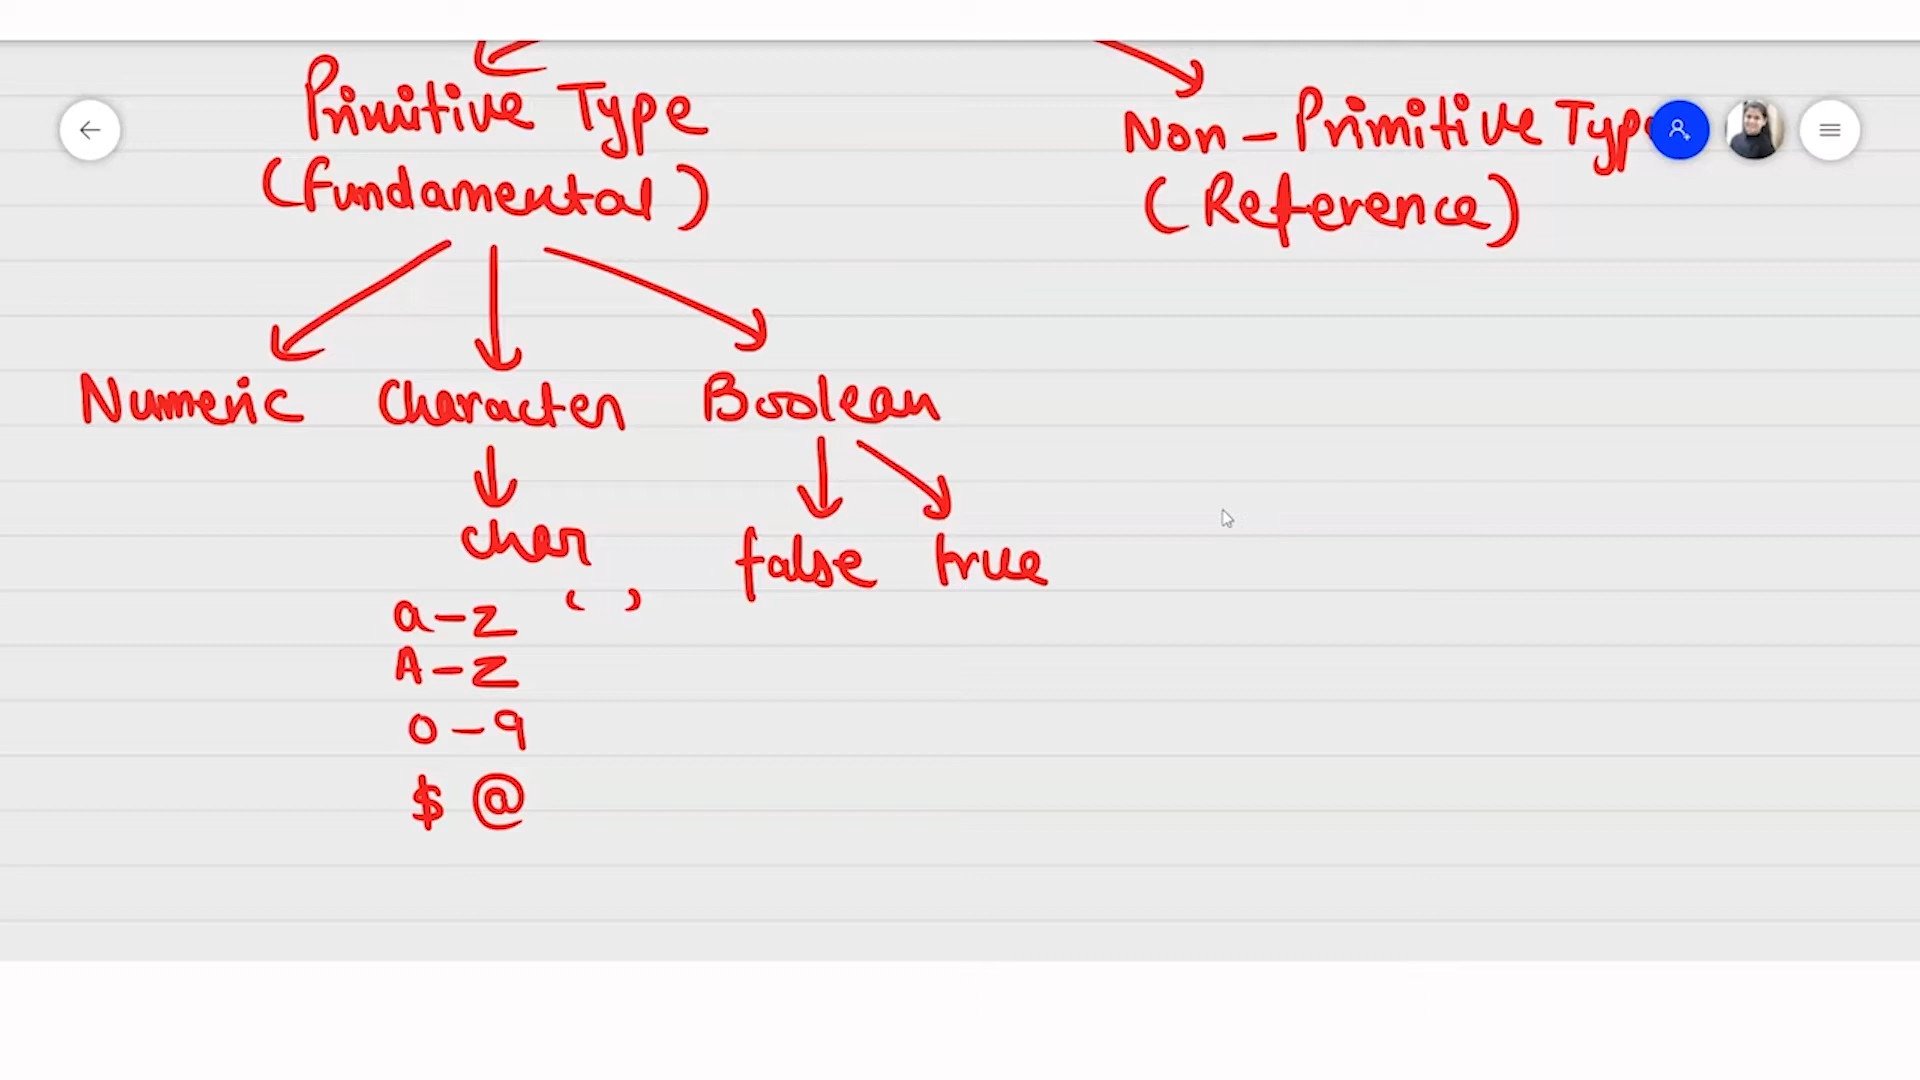 Primitive Type
(Fundamental)
Non-Primitive Type
(Reference)
Numeric Character Boolean
char
false true
a-z ' '
A-Z
0-9
$ @